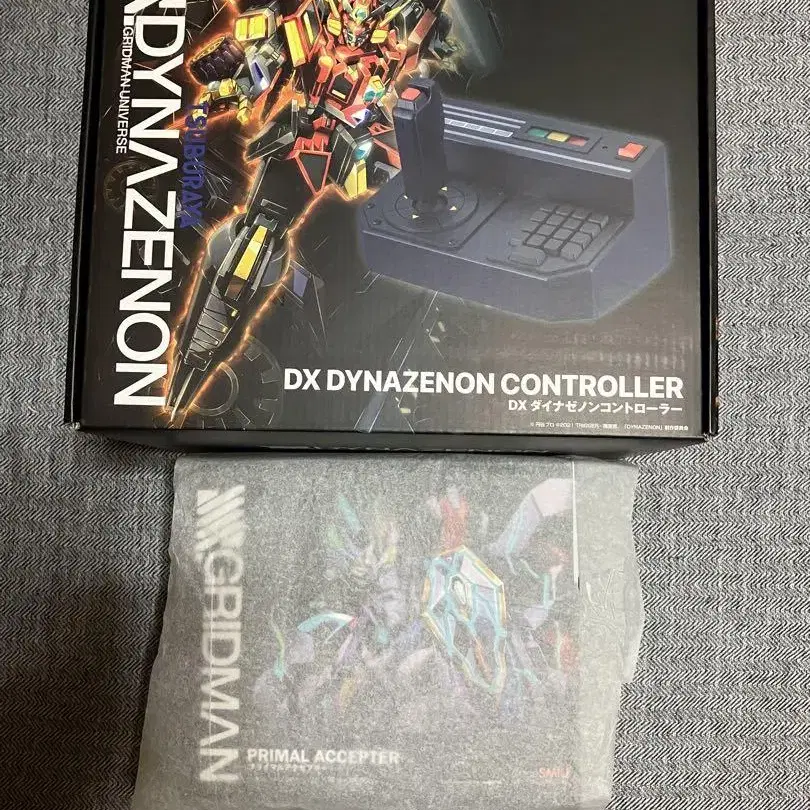 DYNAZENON
GRIDMAN UNIVERSE
TSUBURAYA
DX DYNAZENON CONTROLLER
DX ダイナゼノンコントローラー
GRIDMAN
PRIMAL ACCEPTER
プライマルアクセプター